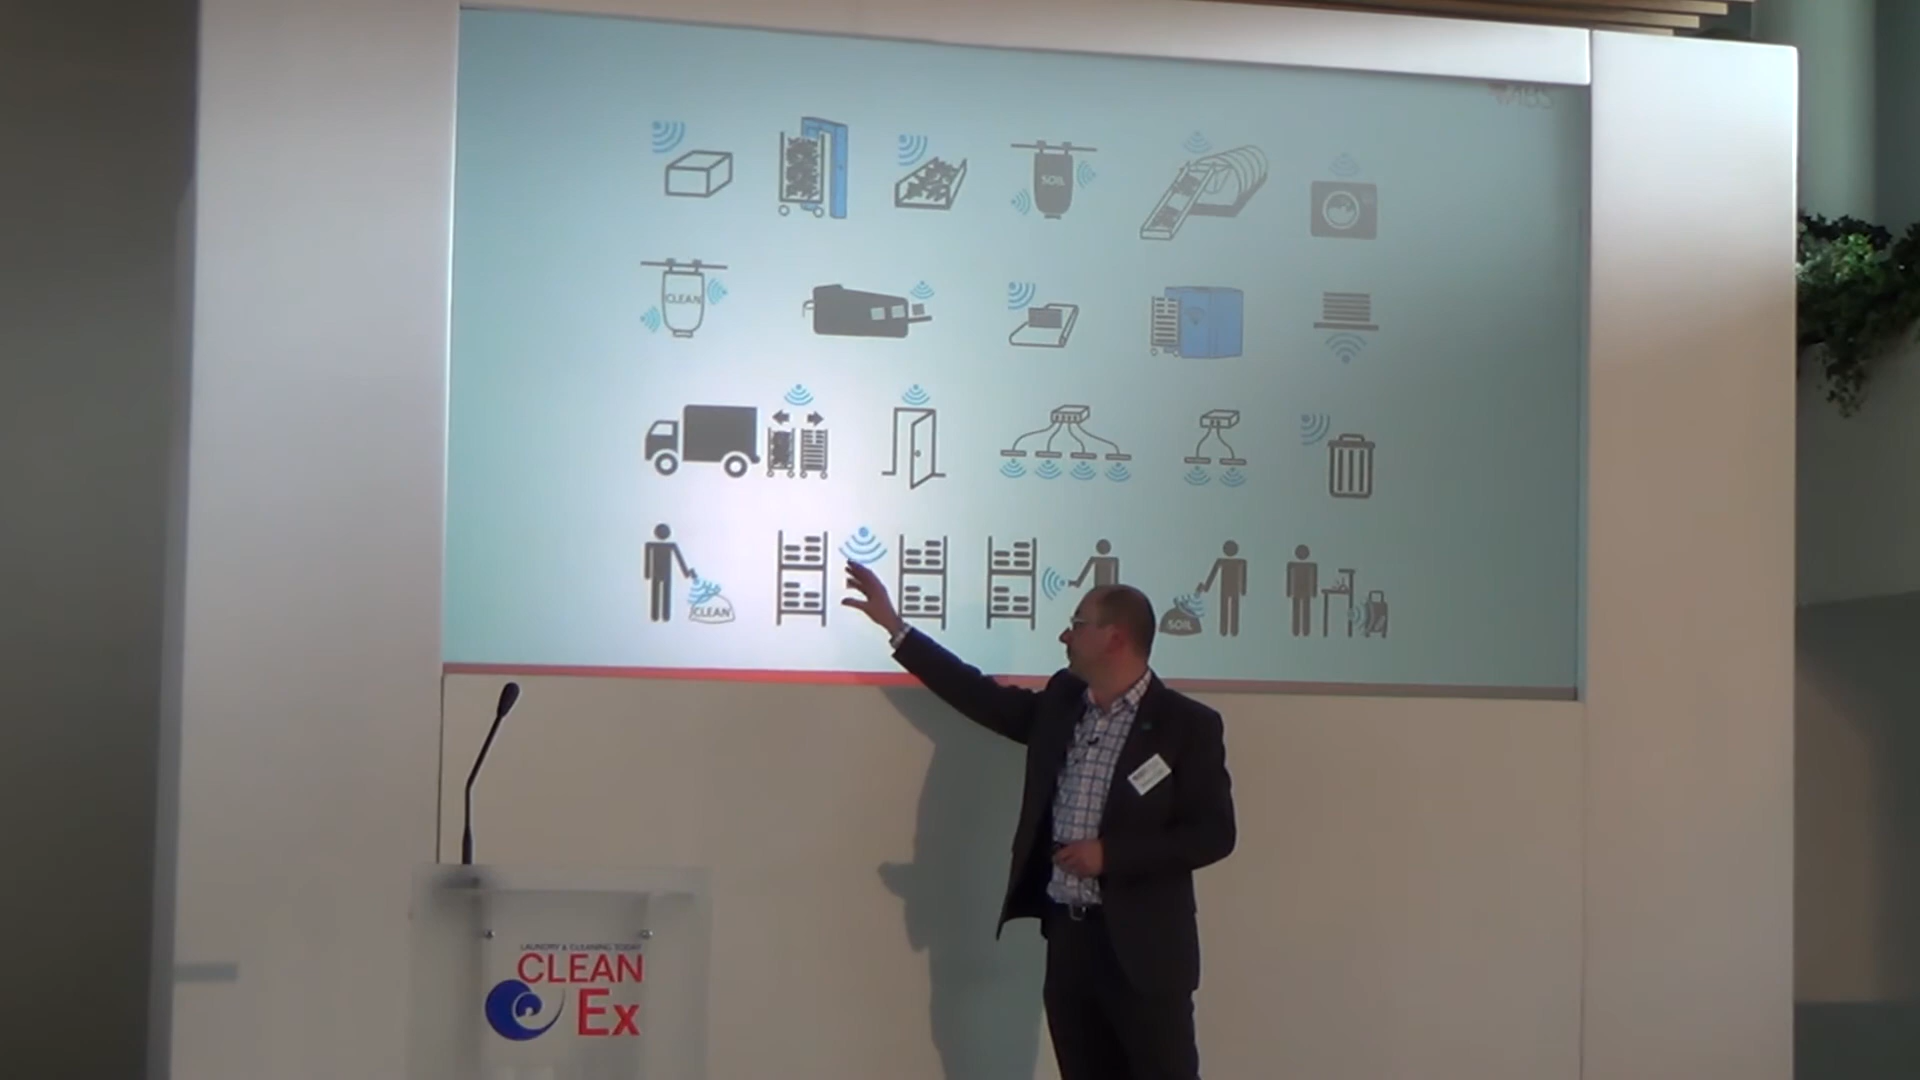 SOIL
CLEAN
CLEAN
SOIL
LAUNDRY & CLEANING TODAY
CLEAN
Ex